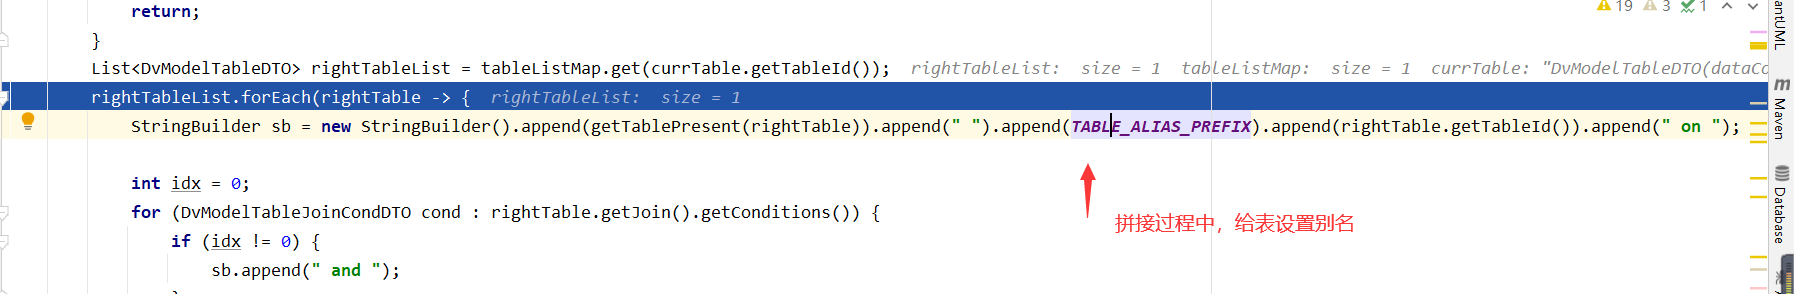 return;
19 3 1
}
List<DvModelTableDTO> rightTableList = tableListMap.get(currTable.getTableId()); rightTableList: size = 1 tableListMap: size = 1 currTable: "DvModelTableDTO(dataCo
rightTableList.forEach(rightTable -> { rightTableList: size = 1
StringBuilder sb = new StringBuilder().append(getTablePresent(rightTable)).append(" ").append(TABLE_ALIAS_PREFIX).append(rightTable.getTableId()).append(" on ");
int idx = 0;
拼接过程中，给表设置别名
for (DvModelTableJoinCondDTO cond : rightTable.getJoin().getConditions()) {
if (idx != 0) {
sb.append(" and ");
antUML
m Maven
Database